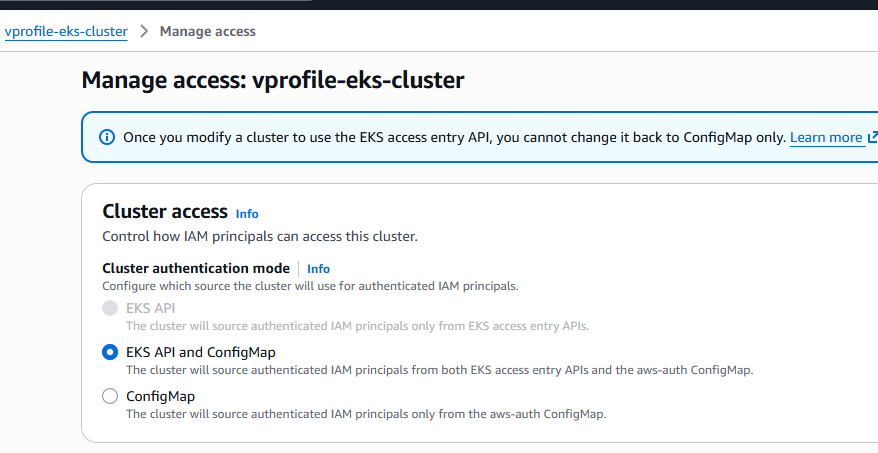 vprofile-eks-cluster > Manage access
Manage access: vprofile-eks-cluster
Once you modify a cluster to use the EKS access entry API, you cannot change it back to ConfigMap only. Learn more
Cluster access Info
Control how IAM principals can access this cluster.
Cluster authentication mode | Info
Configure which source the cluster will use for authenticated IAM principals.
EKS API
The cluster will source authenticated IAM principals only from EKS access entry APIs.
EKS API and ConfigMap
The cluster will source authenticated IAM principals from both EKS access entry APIs and the aws-auth ConfigMap.
ConfigMap
The cluster will source authenticated IAM principals only from the aws-auth ConfigMap.